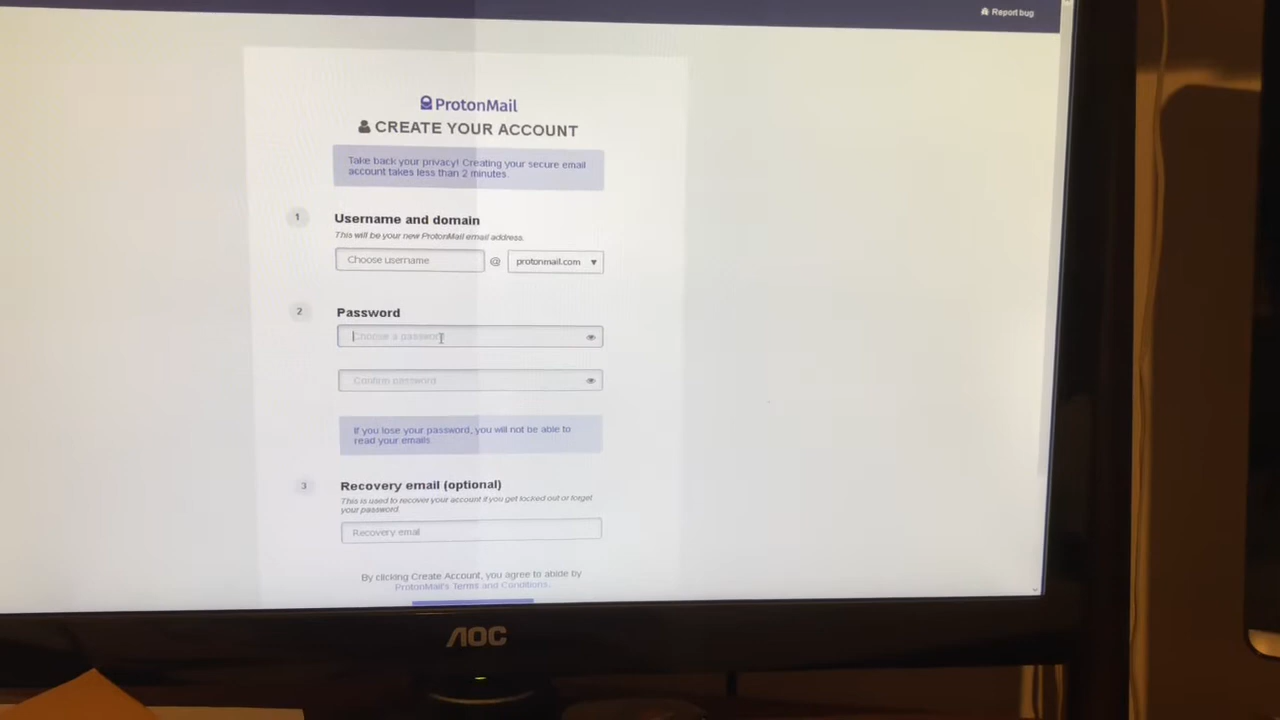 Report bug
ProtonMail
CREATE YOUR ACCOUNT
Take back your privacy! Creating your secure email
account takes less than 2 minutes.
1
Username and domain
This will be your new ProtonMail email address.
Choose username
@
protonmail.com
2
Password
Choose a password
Confirm password
If you lose your password, you will not be able to
read your emails.
3
Recovery email (optional)
This is used to recover your account if you get locked out or forget
your password.
Recovery email
By clicking Create Account, you agree to abide by
ProtonMail's Terms and Conditions.
AOC